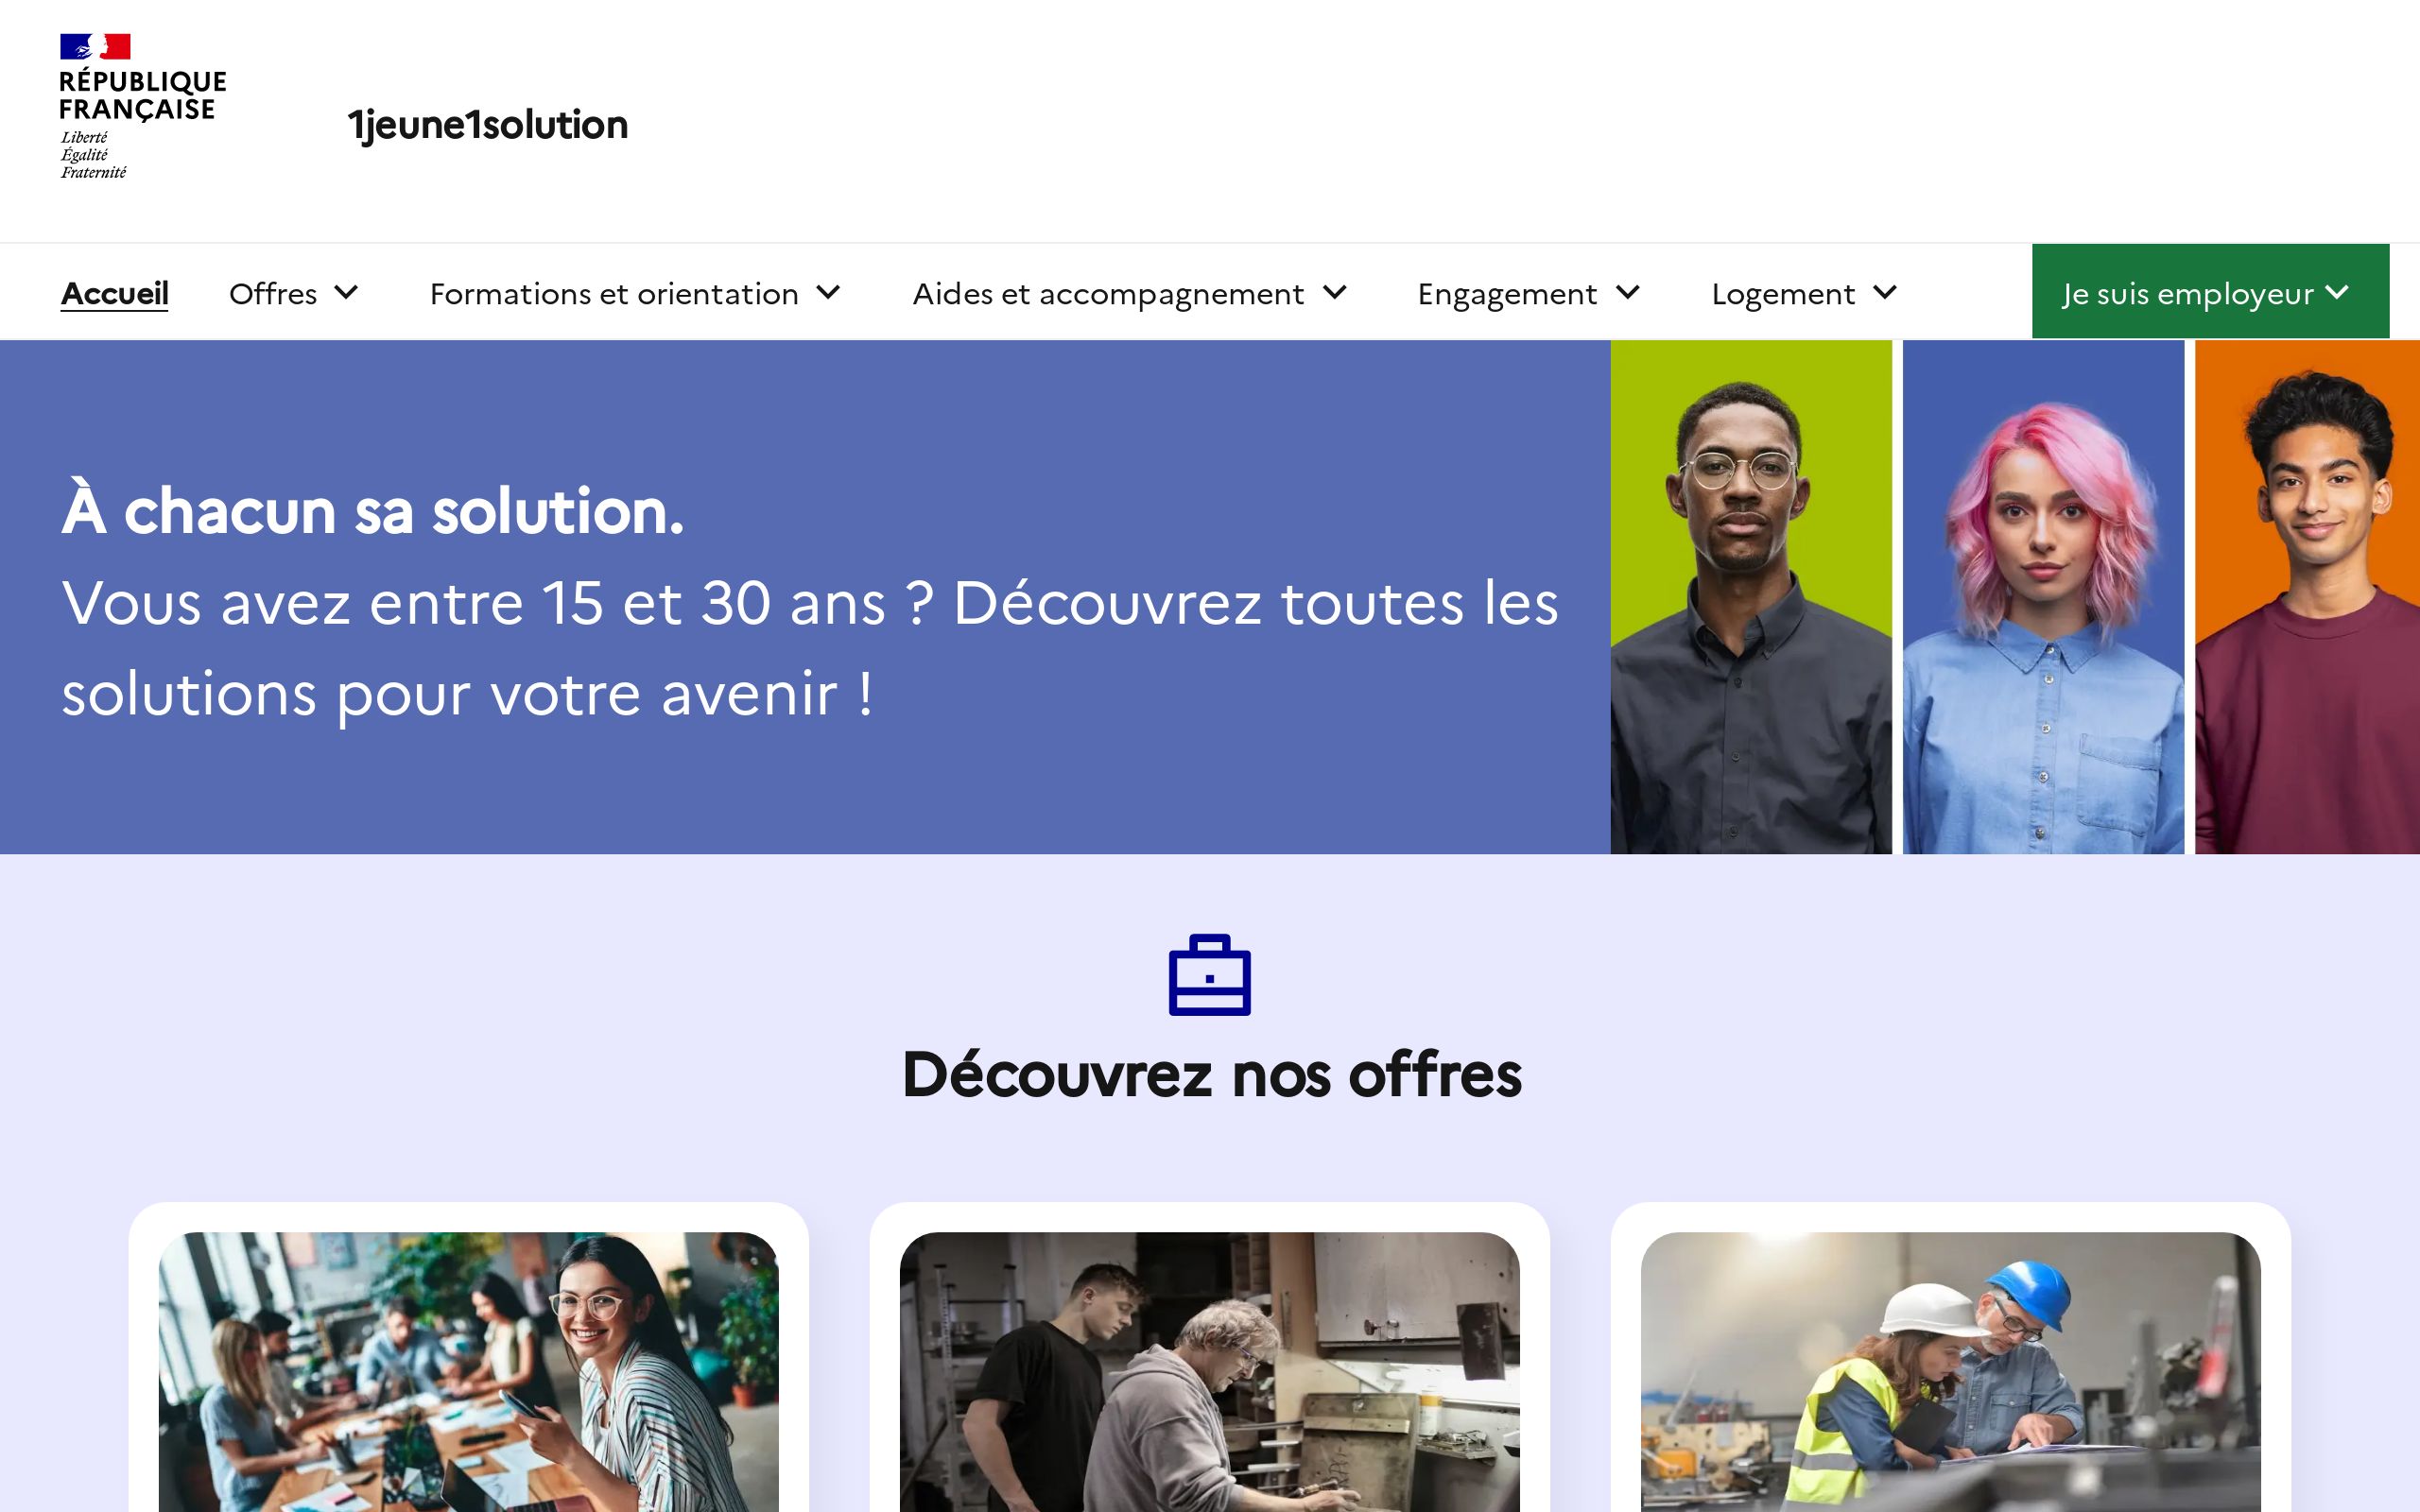 RÉPUBLIQUE
FRANÇAISE
Liberté
Égalité
Fraternité
1jeune1solution
Accueil Offres Formations et orientation Aides et accompagnement Engagement Logement Je suis employeur
À chacun sa solution.
Vous avez entre 15 et 30 ans ? Découvrez toutes les
solutions pour votre avenir !
Découvrez nos offres